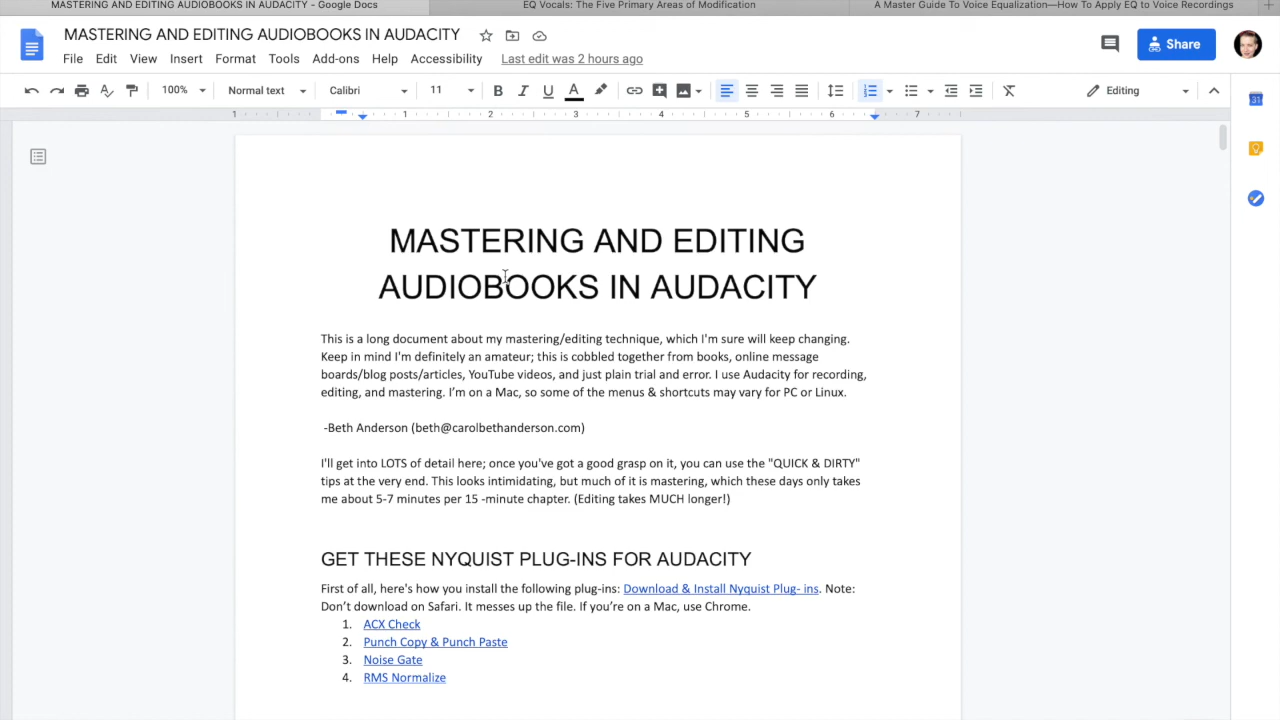 MASTERING AND EDITING AUDIOBOOKS IN AUDACITY - Google Docs
EQ Vocals: The Five Primary Areas of Modification
A Master Guide To Voice Equalization—How To Apply EQ to Voice Recordings
MASTERING AND EDITING AUDIOBOOKS IN AUDACITY
Share
File Edit View Insert Format Tools Add-ons Help Accessibility Last edit was 2 hours ago
100% Normal text Calibri 11 B I U A Editing
1 1 2 3 4 5 6 7
31
MASTERING AND EDITING
AUDIOBOOKS IN AUDACITY
This is a long document about my mastering/editing technique, which I'm sure will keep changing.
Keep in mind I'm definitely an amateur; this is cobbled together from books, online message
boards/blog posts/articles, YouTube videos, and just plain trial and error. I use Audacity for recording,
editing, and mastering. I’m on a Mac, so some of the menus & shortcuts may vary for PC or Linux.
-Beth Anderson (beth@carolbethanderson.com)
I'll get into LOTS of detail here; once you've got a good grasp on it, you can use the "QUICK & DIRTY"
tips at the very end. This looks intimidating, but much of it is mastering, which these days only takes
me about 5-7 minutes per 15 -minute chapter. (Editing takes MUCH longer!)
GET THESE NYQUIST PLUG-INS FOR AUDACITY
First of all, here's how you install the following plug-ins: Download & Install Nyquist Plug- ins. Note:
Don’t download on Safari. It messes up the file. If you’re on a Mac, use Chrome.
1. ACX Check
2. Punch Copy & Punch Paste
3. Noise Gate
4. RMS Normalize